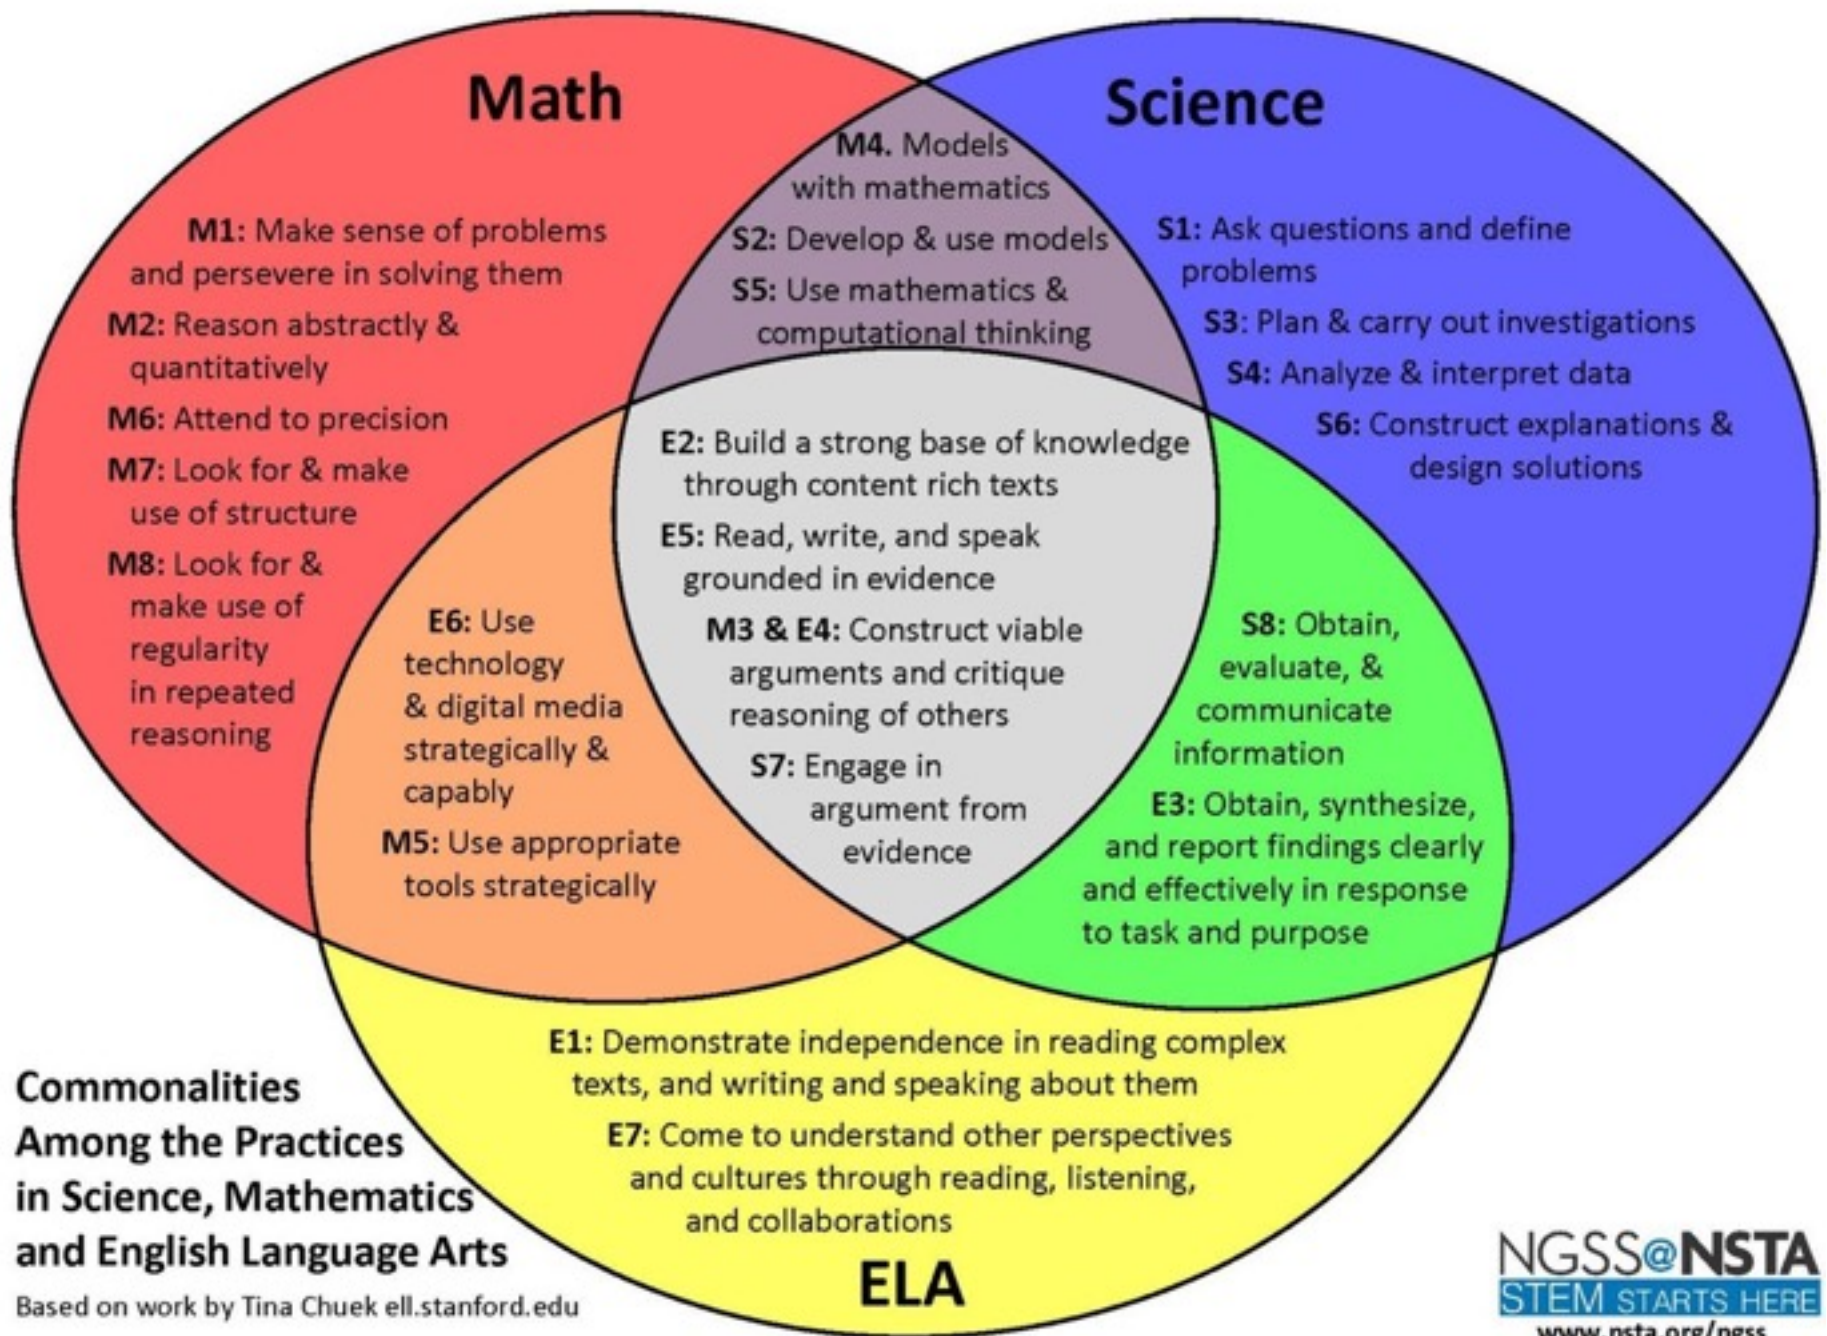 Math
Science
M1: Make sense of problems
and persevere in solving them
M2: Reason abstractly &
quantitatively
M6: Attend to precision
M7: Look for & make
use of structure
M8: Look for &
make use of
regularity
in repeated
reasoning
M4. Models
with mathematics
S2: Develop & use models
S5: Use mathematics &
computational thinking
S1: Ask questions and define
problems
S3: Plan & carry out investigations
S4: Analyze & interpret data
S6: Construct explanations &
design solutions
E6: Use
technology
& digital media
strategically &
capably
M5: Use appropriate
tools strategically
E2: Build a strong base of knowledge
through content rich texts
E5: Read, write, and speak
grounded in evidence
M3 & E4: Construct viable
arguments and critique
reasoning of others
S7: Engage in
argument from
evidence
S8: Obtain,
evaluate, &
communicate
information
E3: Obtain, synthesize,
and report findings clearly
and effectively in response
to task and purpose
E1: Demonstrate independence in reading complex
texts, and writing and speaking about them
E7: Come to understand other perspectives
and cultures through reading, listening,
and collaborations
ELA
Commonalities
Among the Practices
in Science, Mathematics
and English Language Arts
Based on work by Tina Chuek ell.stanford.edu
NGSS@NSTA
STEM STARTS HERE
www.nsta.org/ngss